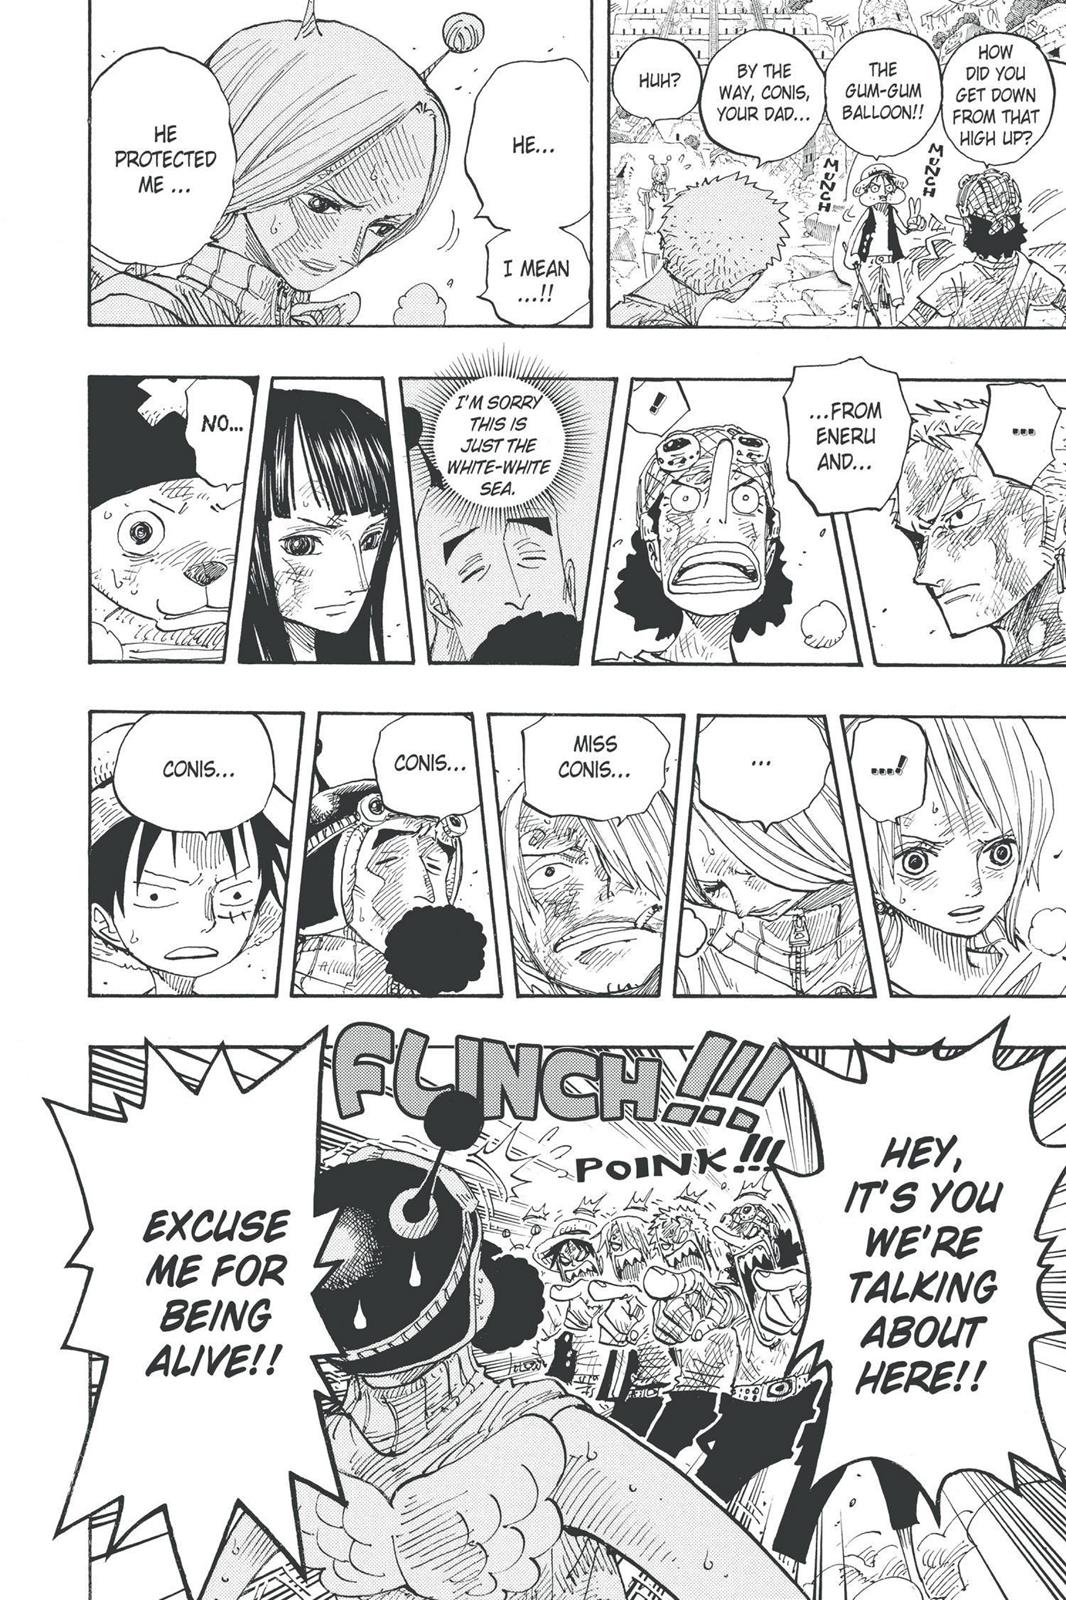 HOW
DID YOU
GET DOWN
FROM THAT
HIGH UP?
THE
GUM-GUM
BALLOON!!
MUNCH
MUNCH
BY THE
WAY, CONIS,
YOUR DAD...
HUH?
HE...
I MEAN
...!!
HE
PROTECTED
ME ...
...
...FROM
ENERU
AND...
!
I'M SORRY
THIS IS
JUST THE
WHITE-WHITE
SEA.
NO...
....!
...
MISS
CONIS...
CONIS...
CONIS...
HEY,
IT'S YOU
WE'RE
TALKING
ABOUT
HERE!!
FLINCH!!!
POINK!!!
EXCUSE
ME FOR
BEING
ALIVE!!